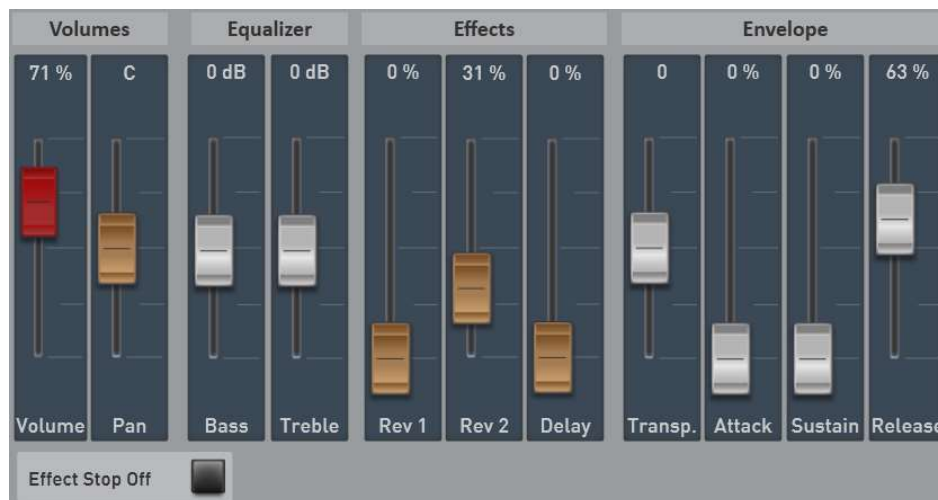 Volumes Equalizer Effects Envelope
71 % C 0 dB 0 dB 0 % 31 % 0 % 0 0 % 0 % 63 %
Volume Pan Bass Treble Rev 1 Rev 2 Delay Transp. Attack Sustain Release
Effect Stop Off